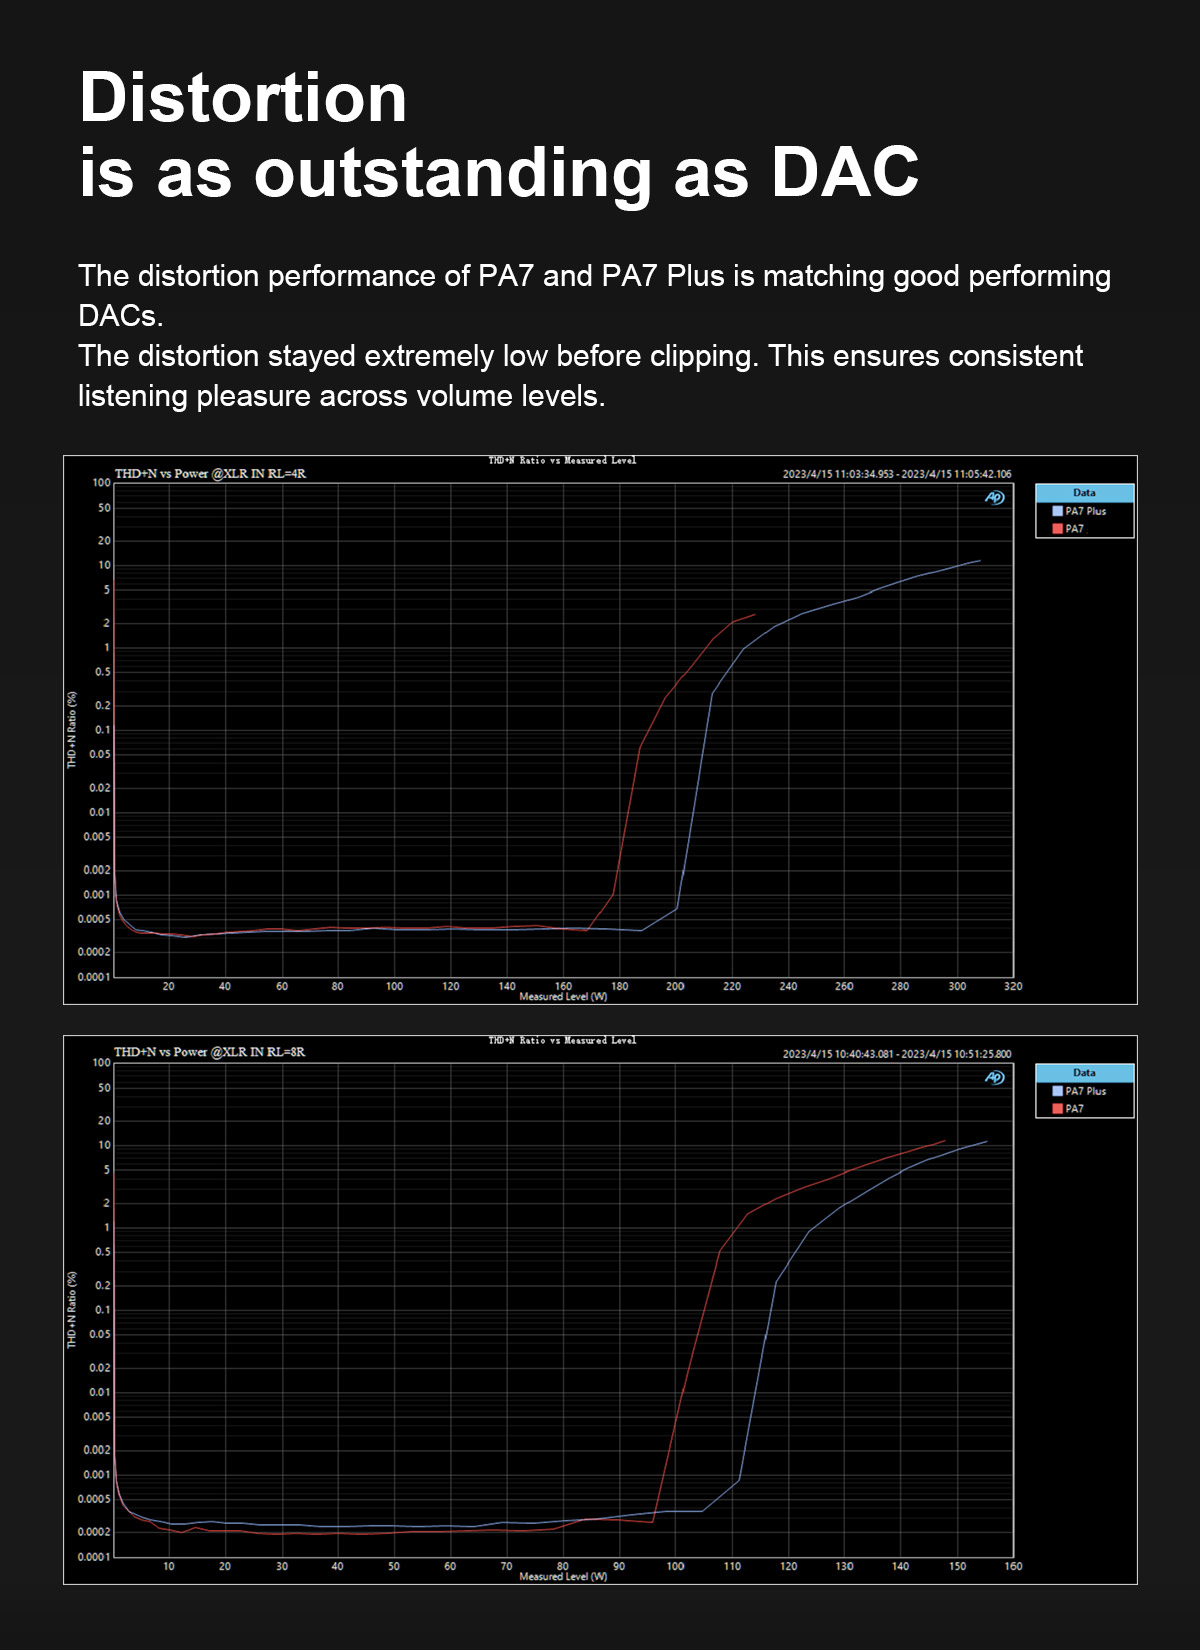 Distortion
is as outstanding as DAC
The distortion performance of PA7 and PA7 Plus is matching good performing
DACs.
The distortion stayed extremely low before clipping. This ensures consistent
listening pleasure across volume levels.
THD+N Ratio vs Measured Level
THD+N vs Power @XLR IN RL=4R
2023/4/15 11:03:34.953 - 2023/4/15 11:05:42.106
AP
Data
PA7 Plus
PA7
THD+N Ratio (%)
100
50
20
10
5
2
1
0.5
0.2
0.1
0.05
0.02
0.01
0.005
0.002
0.001
0.0005
0.0002
0.0001
20 40 60 80 100 120 140 160 180 200 220 240 260 280 300 320
Measured Level (W)
THD+N Ratio vs Measured Level
THD+N vs Power @XLR IN RL=8R
2023/4/15 10:40:43.081 - 2023/4/15 10:51:25.800
AP
Data
PA7 Plus
PA7
THD+N Ratio (%)
100
50
20
10
5
2
1
0.5
0.2
0.1
0.05
0.02
0.01
0.005
0.002
0.001
0.0005
0.0002
0.0001
10 20 30 40 50 60 70 80 90 100 110 120 130 140 150 160
Measured Level (W)